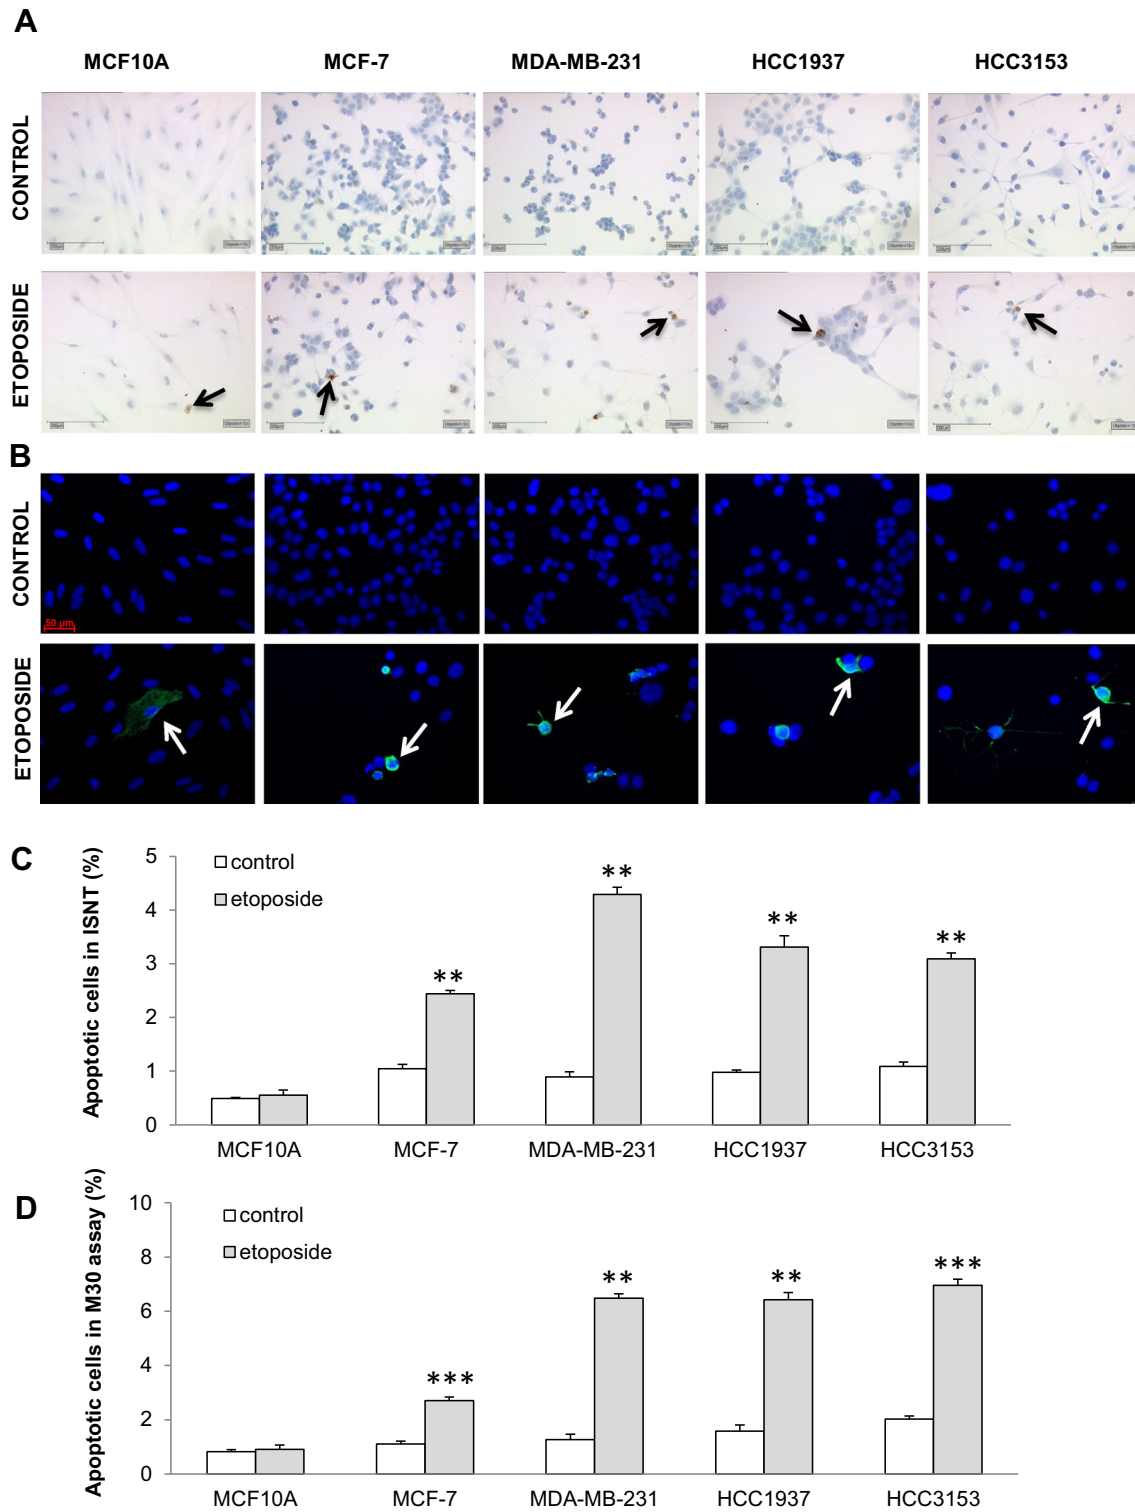 A
MCF10A MCF-7 MDA-MB-231 HCC1937 HCC3153
CONTROL
ETOPOSIDE
B
CONTROL
50 µm
ETOPOSIDE
C
Apoptotic cells in ISNT (%)
control
etoposide
5
4
3
2
1
0
** ** ** **
MCF10A MCF-7 MDA-MB-231 HCC1937 HCC3153
D
Apoptotic cells in M30 assay (%)
control
etoposide
10
8
6
4
2
0
*** ** ** ***
MCF10A MCF-7 MDA-MB-231 HCC1937 HCC3153